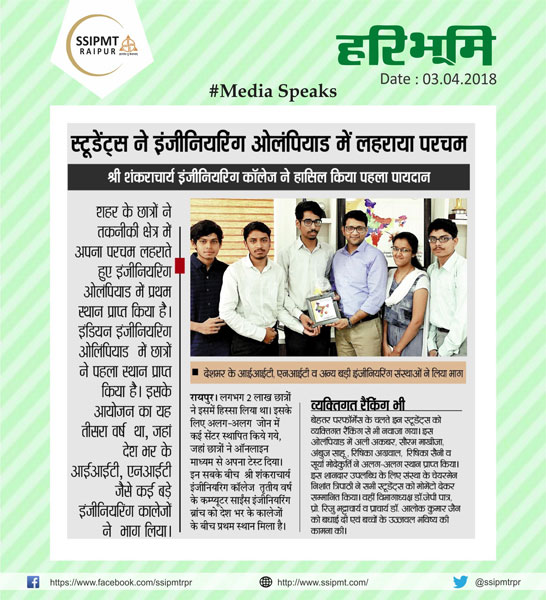 SSIPMT
RAIPUR
हरिभूमि
Date : 03.04.2018
#Media Speaks
स्टूडेंट्स ने इंजीनियरिंग ओलंपियाड में लहराया परचम
श्री शंकराचार्य इंजीनियरिंग कॉलेज ने हासिल किया पहला पायदान
शहर के छात्रों ने
तकनीकी क्षेत्र में
अपना परचम लहराते
हुए इंजीनियरिंग
ओलंपियाड में प्रथम
स्थान प्राप्त किया है।
इंडियन इंजीनियरिंग
ओलिंपियाड में छात्रों
ने पहला स्थान प्राप्त
किया है। इसके
आयोजन का यह
तीसरा वर्ष था, जहां
देश भर के
आईआईटी, एनआईटी
जैसे कई बड़े
इंजीनियरिंग कालेजों
ने भाग लिया।
देशभर के आईआईटी, एनआईटी व अन्य बड़ी इंजीनियरिंग संस्थाओं ने लिया भाग
रायपुर। लगभग 2 लाख छात्रों
ने इसमें हिस्सा लिया था। इसके
लिए अलग-अलग जोन में
कई सेंटर स्थापित किये गये,
जहां छात्रों ने ऑनलाइन
माध्यम से अपना टेस्ट दिया।
इन सबके बीच श्री शंकराचार्य
इंजीनियरिंग कॉलेज तृतीय वर्ष
के कम्प्यूटर साइंस इंजीनियरिंग
ब्रांच को देश भर के कालेजों
के बीच प्रथम स्थान मिला है।
व्यक्तिगत रैंकिंग भी
बेहतर परफॉर्मेंस के चलते इन स्टूडेंट्स को
व्यक्तिगत रैंकिंग से भी नवाजा गया। इस
ओलंपियाड में अली अकबर, सौरभ मखीजा,
अंबुज साहू, रिषिका अग्रवाल, रिषिका सैनी व
सूर्या मोवेकुर्ति ने अलग-अलग स्थान प्राप्त किया।
इस शानदार उपलब्धि के लिए संस्था के चेयरमेन
निशांत त्रिपाठी ने सभी स्टूडेंट्स को मोमेंटो देकर
सम्मानित किया। वहीं विभागाध्यक्ष डॉ.जेपी पात्र,
प्रो. रिजु भट्टाचार्य व प्राचार्य डॉ. आलोक कुमार जैन
को बधाई दी एवं बच्चों के उज्जवल भविष्य की
कामना की।
https://www.facebook.com/ssipmtrpr
http://www.ssipmt.com/
@ssipmtrpr